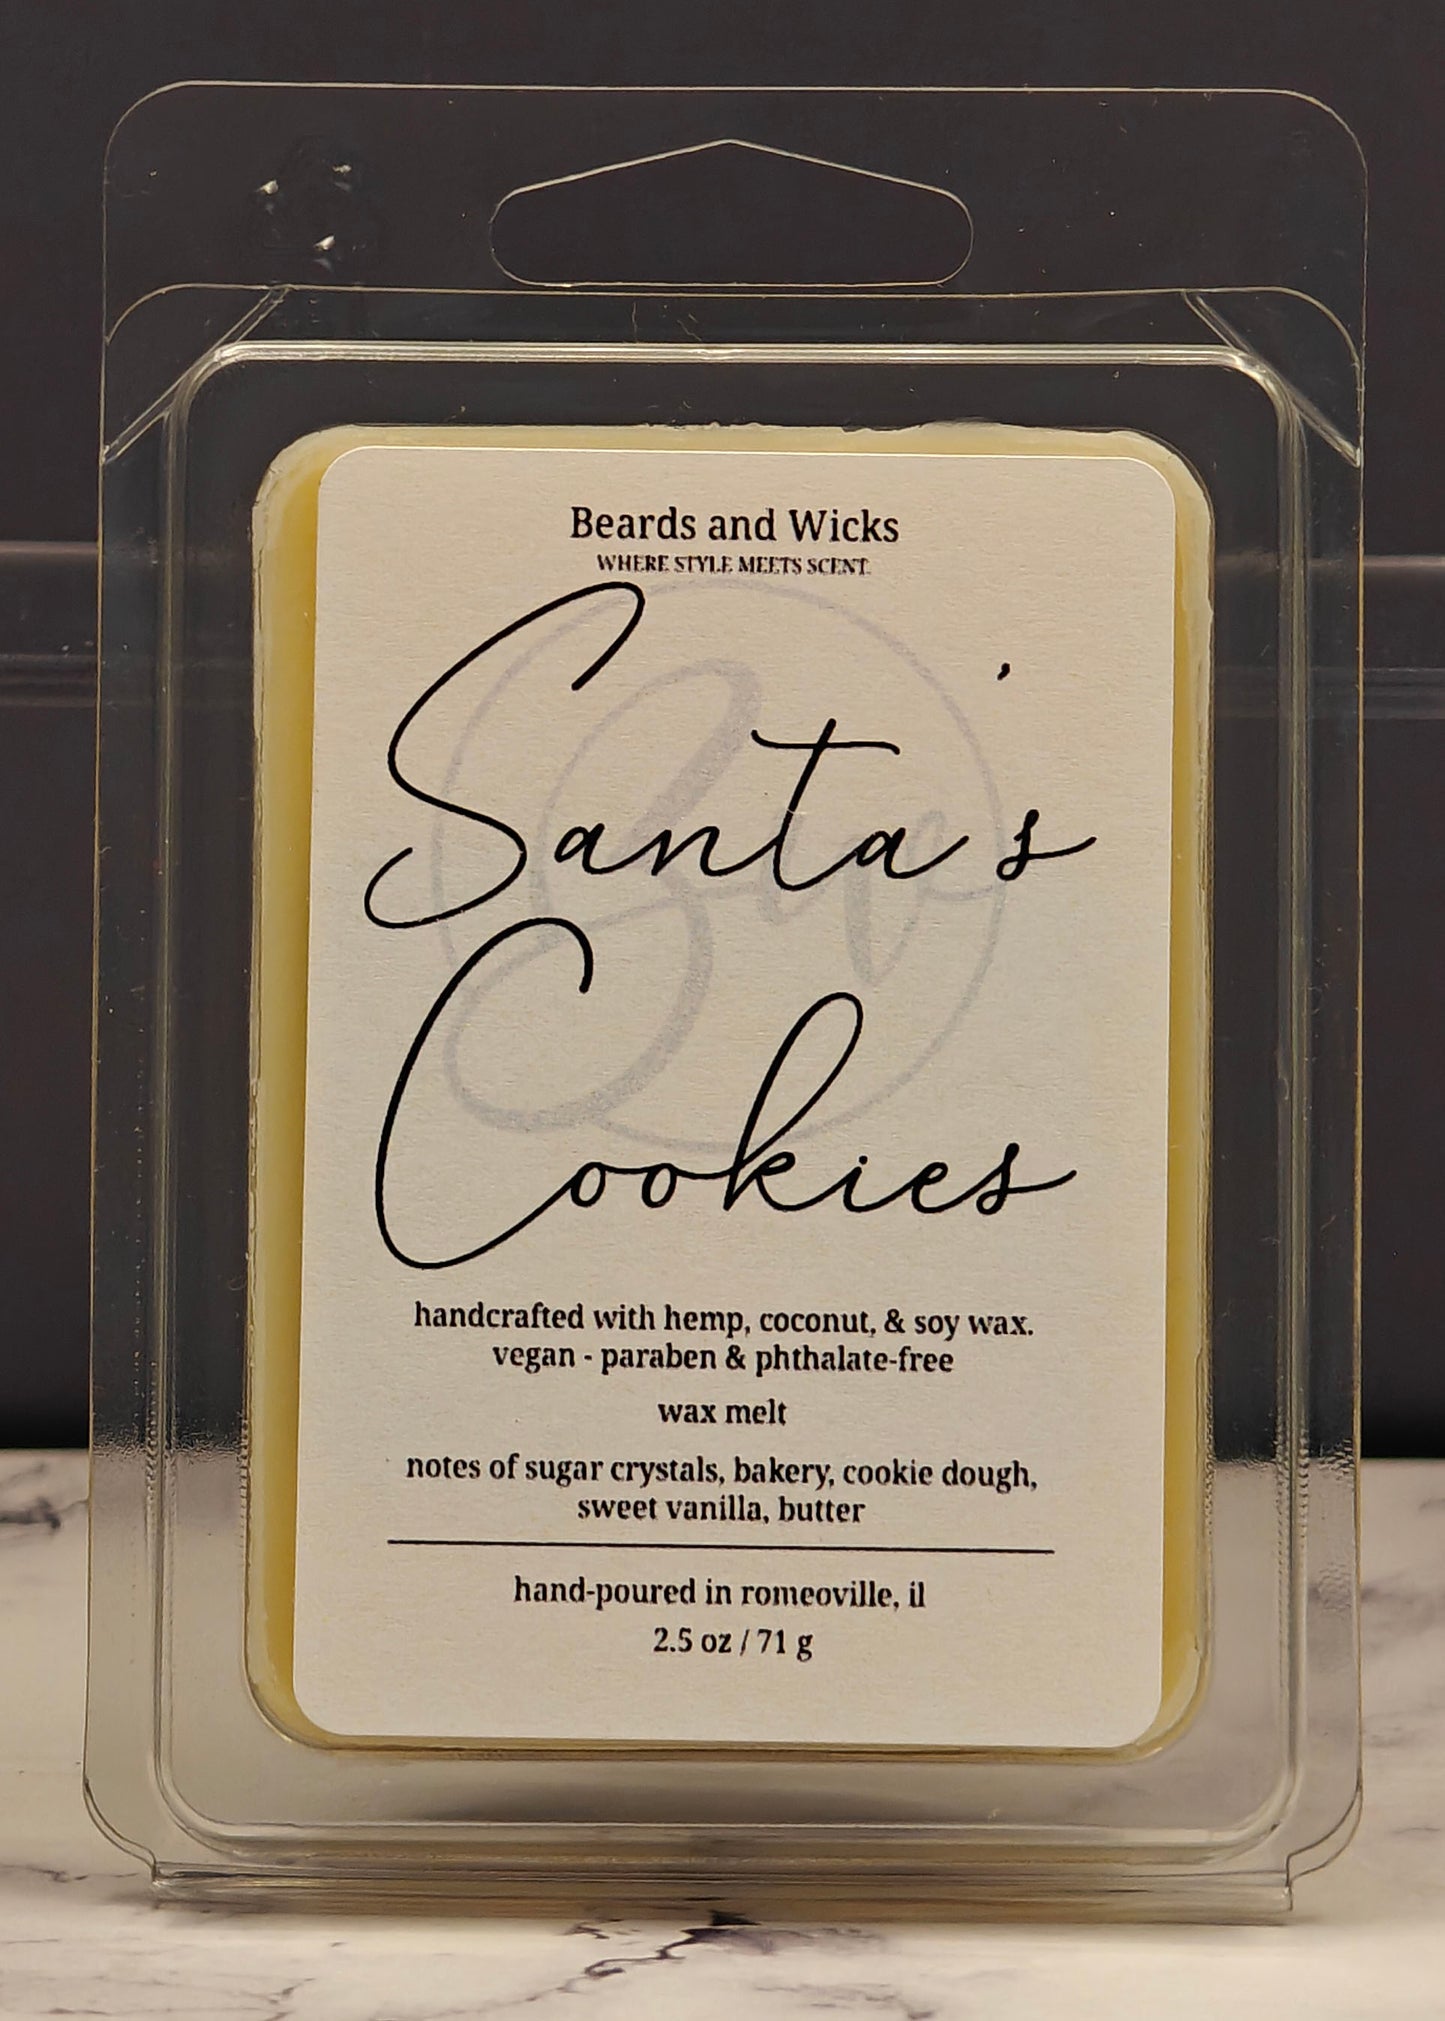 Beards and Wicks
WHERE STYLE MEETS SCENT.
Santa's
Cookies
Bw
handcrafted with hemp, coconut, & soy wax.
vegan - paraben & phthalate-free
wax melt
notes of sugar crystals, bakery, cookie dough,
sweet vanilla, butter
hand-poured in romeoville, il
2.5 oz / 71 g